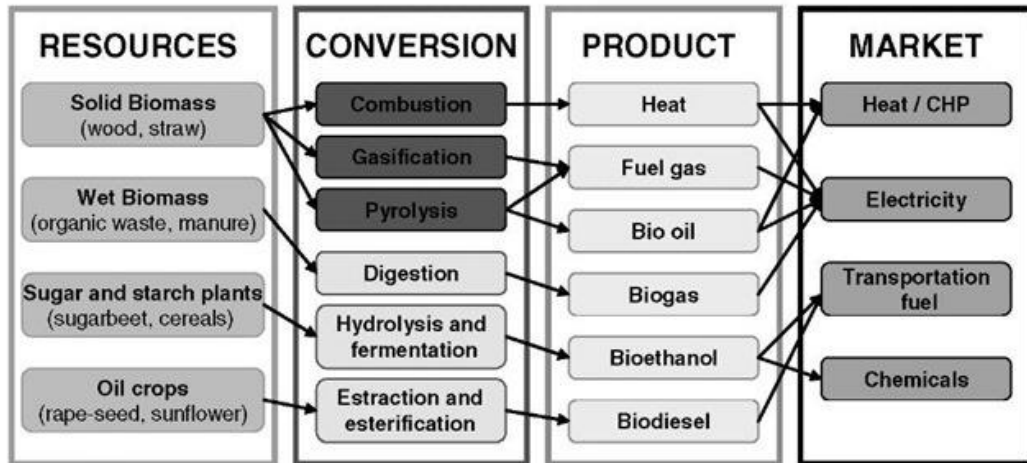 RESOURCES
Solid Biomass
(wood, straw)
Wet Biomass
(organic waste, manure)
Sugar and starch plants
(sugarbeet, cereals)
Oil crops
(rape-seed, sunflower)
CONVERSION
Combustion
Gasification
Pyrolysis
Digestion
Hydrolysis and
fermentation
Estraction and
esterification
PRODUCT
Heat
Fuel gas
Bio oil
Biogas
Bioethanol
Biodiesel
MARKET
Heat / CHP
Electricity
Transportation
fuel
Chemicals